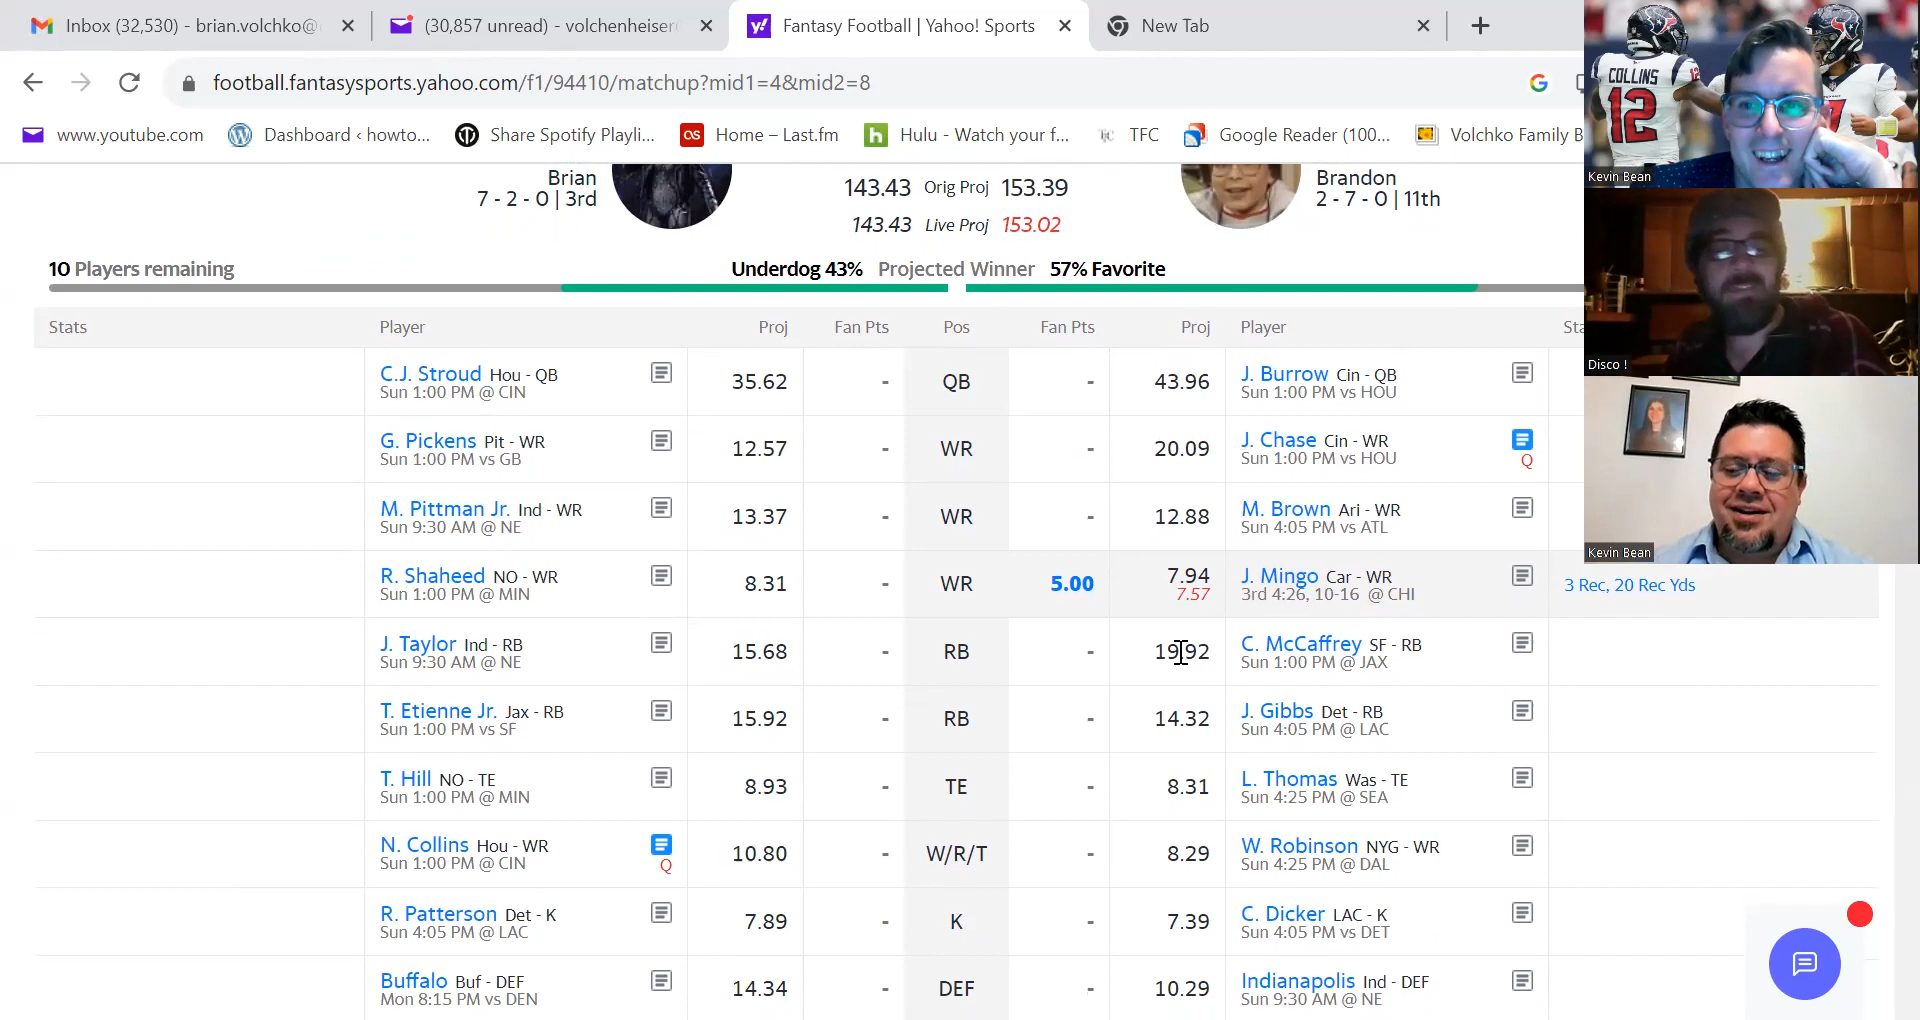 Inbox (32,530) - brian.volchko@
(30,857 unread) - volchenheiser
Fantasy Football | Yahoo! Sports
New Tab
football.fantasysports.yahoo.com/f1/94410/matchup?mid1=4&mid2=8
www.youtube.com
Dashboard ‹ howto...
Share Spotify Playli...
Home – Last.fm
Hulu - Watch your f...
TFC
Google Reader (100...
Volchko Family B
Brian
7 - 2 - 0 | 3rd
143.43 Orig Proj 153.39
143.43 Live Proj 153.02
Brandon
2 - 7 - 0 | 11th
10 Players remaining
Underdog 43% Projected Winner 57% Favorite
Stats Player Proj Fan Pts Pos Fan Pts Proj Player Sta
C.J. Stroud Hou - QB 35.62 - QB - 43.96 J. Burrow Cin - QB
Sun 1:00 PM @ CIN Sun 1:00 PM vs HOU
G. Pickens Pit - WR 12.57 - WR - 20.09 J. Chase Cin - WR
Sun 1:00 PM vs GB Sun 1:00 PM vs HOU Q
M. Pittman Jr. Ind - WR 13.37 - WR - 12.88 M. Brown Ari - WR
Sun 9:30 AM @ NE Sun 4:05 PM vs ATL
R. Shaheed NO - WR 8.31 - WR 5.00 7.94 J. Mingo Car - WR 3 Rec, 20 Rec Yds
Sun 1:00 PM @ MIN 7.57 3rd 4:26, 10-16 @ CHI
J. Taylor Ind - RB 15.68 - RB - 19.92 C. McCaffrey SF - RB
Sun 9:30 AM @ NE Sun 1:00 PM @ JAX
T. Etienne Jr. Jax - RB 15.92 - RB - 14.32 J. Gibbs Det - RB
Sun 1:00 PM vs SF Sun 4:05 PM @ LAC
T. Hill NO - TE 8.93 - TE - 8.31 L. Thomas Was - TE
Sun 1:00 PM @ MIN Sun 4:25 PM @ SEA
N. Collins Hou - WR 10.80 - W/R/T - 8.29 W. Robinson NYG - WR
Sun 1:00 PM @ CIN Q Sun 4:25 PM @ DAL
R. Patterson Det - K 7.89 - K - 7.39 C. Dicker LAC - K
Sun 4:05 PM @ LAC Sun 4:05 PM vs DET
Buffalo Buf - DEF 14.34 - DEF - 10.29 Indianapolis Ind - DEF
Mon 8:15 PM vs DEN Sun 9:30 AM @ NE
COLLINS
12
7
Kevin Bean
Disco !
Kevin Bean